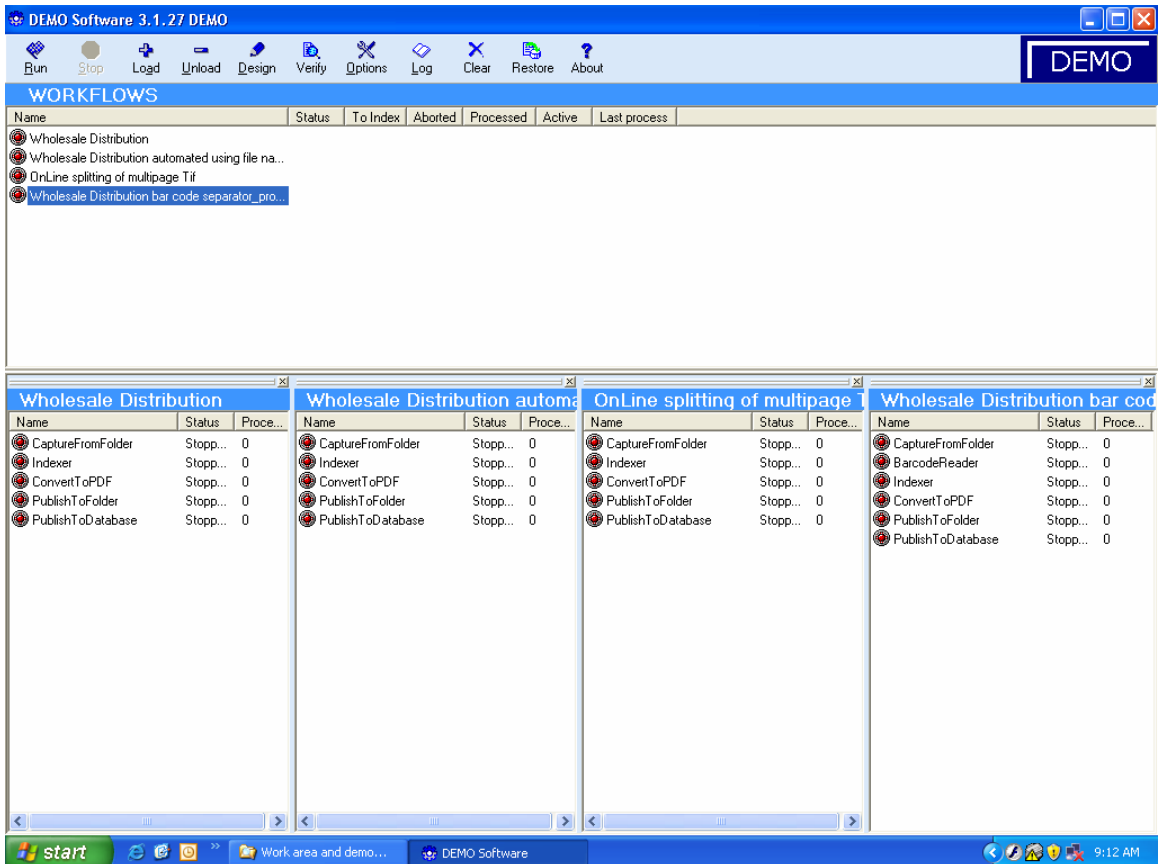 DEMO Software 3.1.27 DEMO
Run Stop Load Unload Design Verify Options Log Clear Restore About
DEMO
WORKFLOWS
Name Status To Index Aborted Processed Active Last process
Wholesale Distribution
Wholesale Distribution automated using file na...
OnLine splitting of multipage Tif
Wholesale Distribution bar code separator_pro...
Wholesale Distribution
Name Status Proce...
CaptureFromFolder Stopp... 0
Indexer Stopp... 0
ConvertToPDF Stopp... 0
PublishToFolder Stopp... 0
PublishToDatabase Stopp... 0
Wholesale Distribution automa
Name Status Proce...
CaptureFromFolder Stopp... 0
Indexer Stopp... 0
ConvertToPDF Stopp... 0
PublishToFolder Stopp... 0
PublishToDatabase Stopp... 0
OnLine splitting of multipage T
Name Status Proce...
CaptureFromFolder Stopp... 0
Indexer Stopp... 0
ConvertToPDF Stopp... 0
PublishToFolder Stopp... 0
PublishToDatabase Stopp... 0
Wholesale Distribution bar cod
Name Status Proce...
CaptureFromFolder Stopp... 0
BarcodeReader Stopp... 0
Indexer Stopp... 0
ConvertToPDF Stopp... 0
PublishToFolder Stopp... 0
PublishToDatabase Stopp... 0
start Work area and demo... DEMO Software 9:12 AM